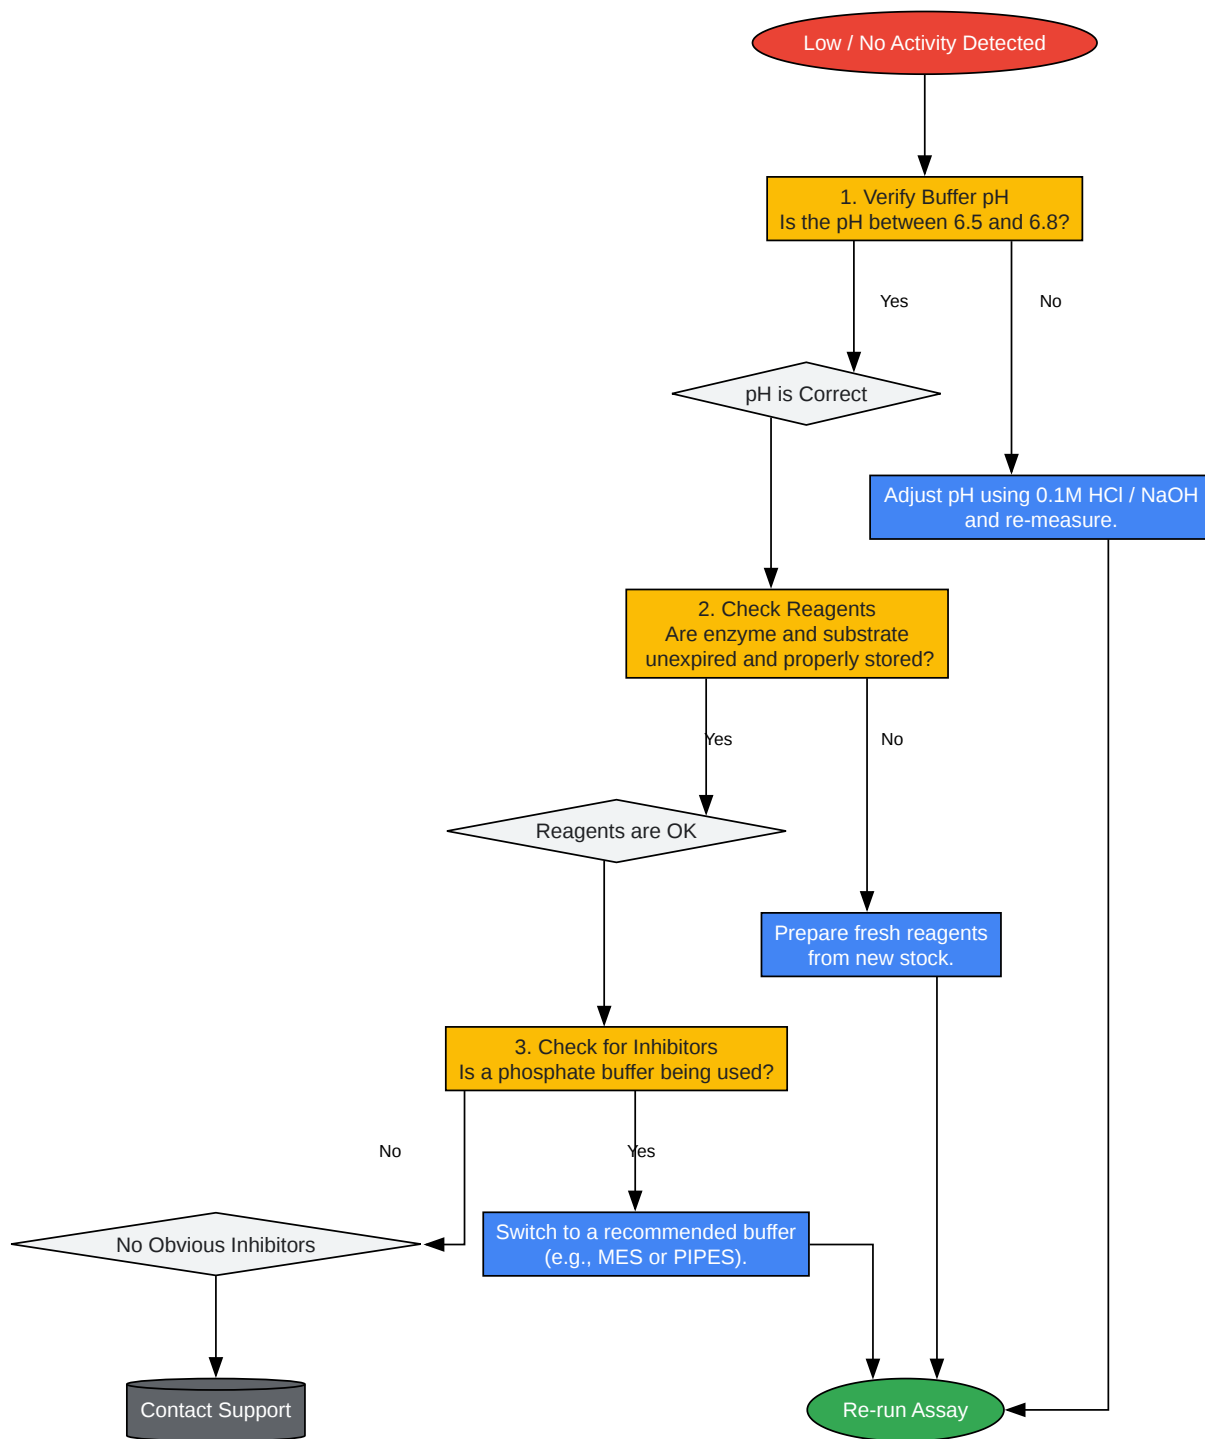 Low / No Activity Detected
1. Verify Buffer pH
Is the pH between 6.5 and 6.8?
Yes
No
pH is Correct
Adjust pH using 0.1M HCl / NaOH
and re-measure.
2. Check Reagents
Are enzyme and substrate
unexpired and properly stored?
Yes
No
Reagents are OK
Prepare fresh reagents
from new stock.
3. Check for Inhibitors
Is a phosphate buffer being used?
No
Yes
No Obvious Inhibitors
Switch to a recommended buffer
(e.g., MES or PIPES).
Contact Support
Re-run Assay